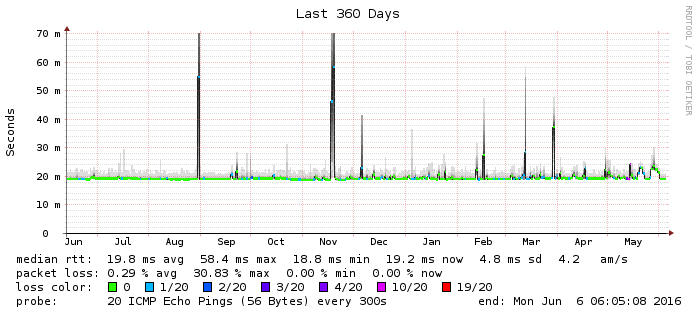 Last 360 Days
RRDTOOL / TOBI OETIKER
Seconds
70 m
60 m
50 m
40 m
30 m
20 m
10 m
0
Jun Jul Aug Sep Oct Nov Dec Jan Feb Mar Apr May
median rtt: 19.8 ms avg 58.4 ms max 18.8 ms min 19.2 ms now 4.8 ms sd 4.2 am/s
packet loss: 0.29 % avg 30.83 % max 0.00 % min 0.00 % now
loss color: 0 1/20 2/20 3/20 4/20 10/20 19/20
probe: 20 ICMP Echo Pings (56 Bytes) every 300s end: Mon Jun 6 06:05:08 2016